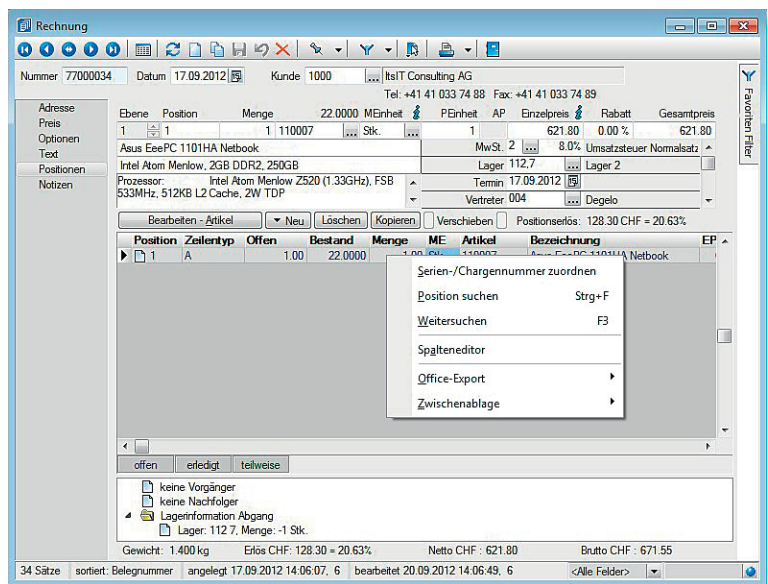 Rechnung
Nummer 77000034 Datum 17.09.2012 Kunde 1000 ... ItsIT Consulting AG
Tel: +41 41 033 74 88 Fax: +41 41 033 74 89
Adresse
Preis
Optionen
Text
Positionen
Notizen
Favoriten Filter
Ebene Position Menge 22.0000 MEinheit PEinheit AP Einzelpreis Rabatt Gesamtpreis
1 1 1 110007 ... Stk. ... 1 621.80 0.00 % 621.80
Asus EeePC 1101HA Netbook MwSt. 2 ... 8.0% Umsatzsteuer Normalsatz
Intel Atom Menlow, 2GB DDR2, 250GB Lager 112,7 ... Lager 2
Prozessor: Intel Atom Menlow Z520 (1.33GHz), FSB Termin 17.09.2012
533MHz, 512KB L2 Cache, 2W TDP Vertreter 004 ... Degelo
Bearbeiten - Artikel Neu Löschen Kopieren Verschieben Positionserlös: 128.30 CHF = 20.63%
Position Zeilentyp Offen Bestand Menge ME Artikel Bezeichnung EP
1 A 1.00 22.0000 1.00 Stk. 110007 Asus EeePC 1101HA Netbook
Serien-/Chargennummer zuordnen
Position suchen Strg+F
Weitersuchen F3
Spalteneditor
Office-Export
Zwischenablage
offen erledigt teilweise
keine Vorgänger
keine Nachfolger
Lagerinformation Abgang
Lager: 112 7, Menge: -1 Stk.
Gewicht: 1.400 kg Erlös CHF: 128.30 = 20.63% Netto CHF : 621.80 Brutto CHF : 671.55
34 Sätze sortiert: Belegnummer angelegt 17.09.2012 14:06:07, 6 bearbeitet 20.09.2012 14:06:49, 6 <Alle Felder>